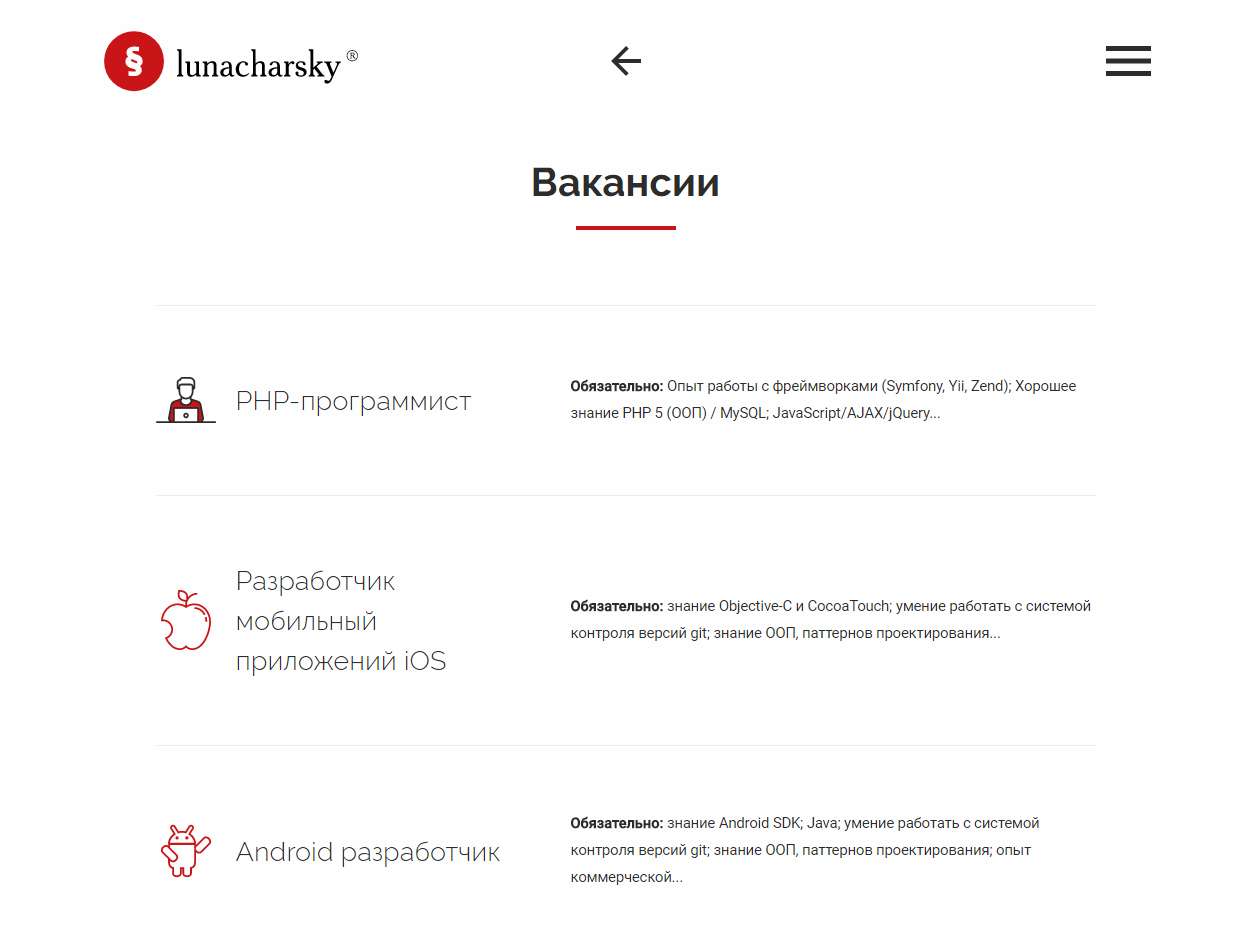 § lunacharsky ®
Вакансии
PHP-программист
Обязательно: Опыт работы с фреймворками (Symfony, Yii, Zend); Хорошее
знание PHP 5 (ООП) / MySQL; JavaScript/AJAX/jQuery...
Разработчик
мобильный
приложений iOS
Обязательно: знание Objective-C и CocoaTouch; умение работать с системой
контроля версий git; знание ООП, паттернов проектирования...
Android разработчик
Обязательно: знание Android SDK; Java; умение работать с системой
контроля версий git; знание ООП, паттернов проектирования; опыт
коммерческой...